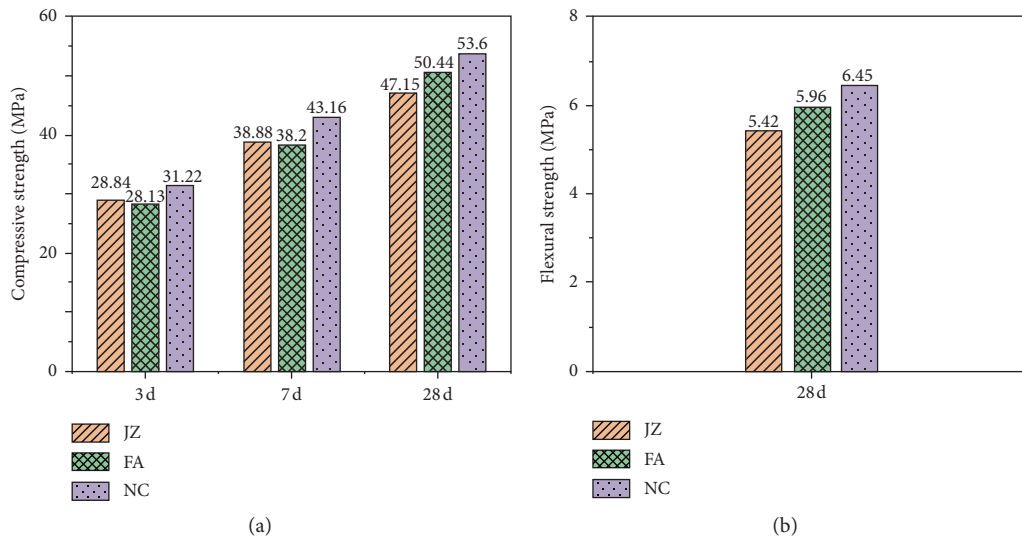 Compressive strength (MPa)
60
40
20
0
28.84
28.13
31.22
38.88
38.2
43.16
47.15
50.44
53.6
3 d
7 d
28 d
JZ
FA
NC
(a)
Flexural strength (MPa)
8
6
4
2
0
5.42
5.96
6.45
28 d
JZ
FA
NC
(b)